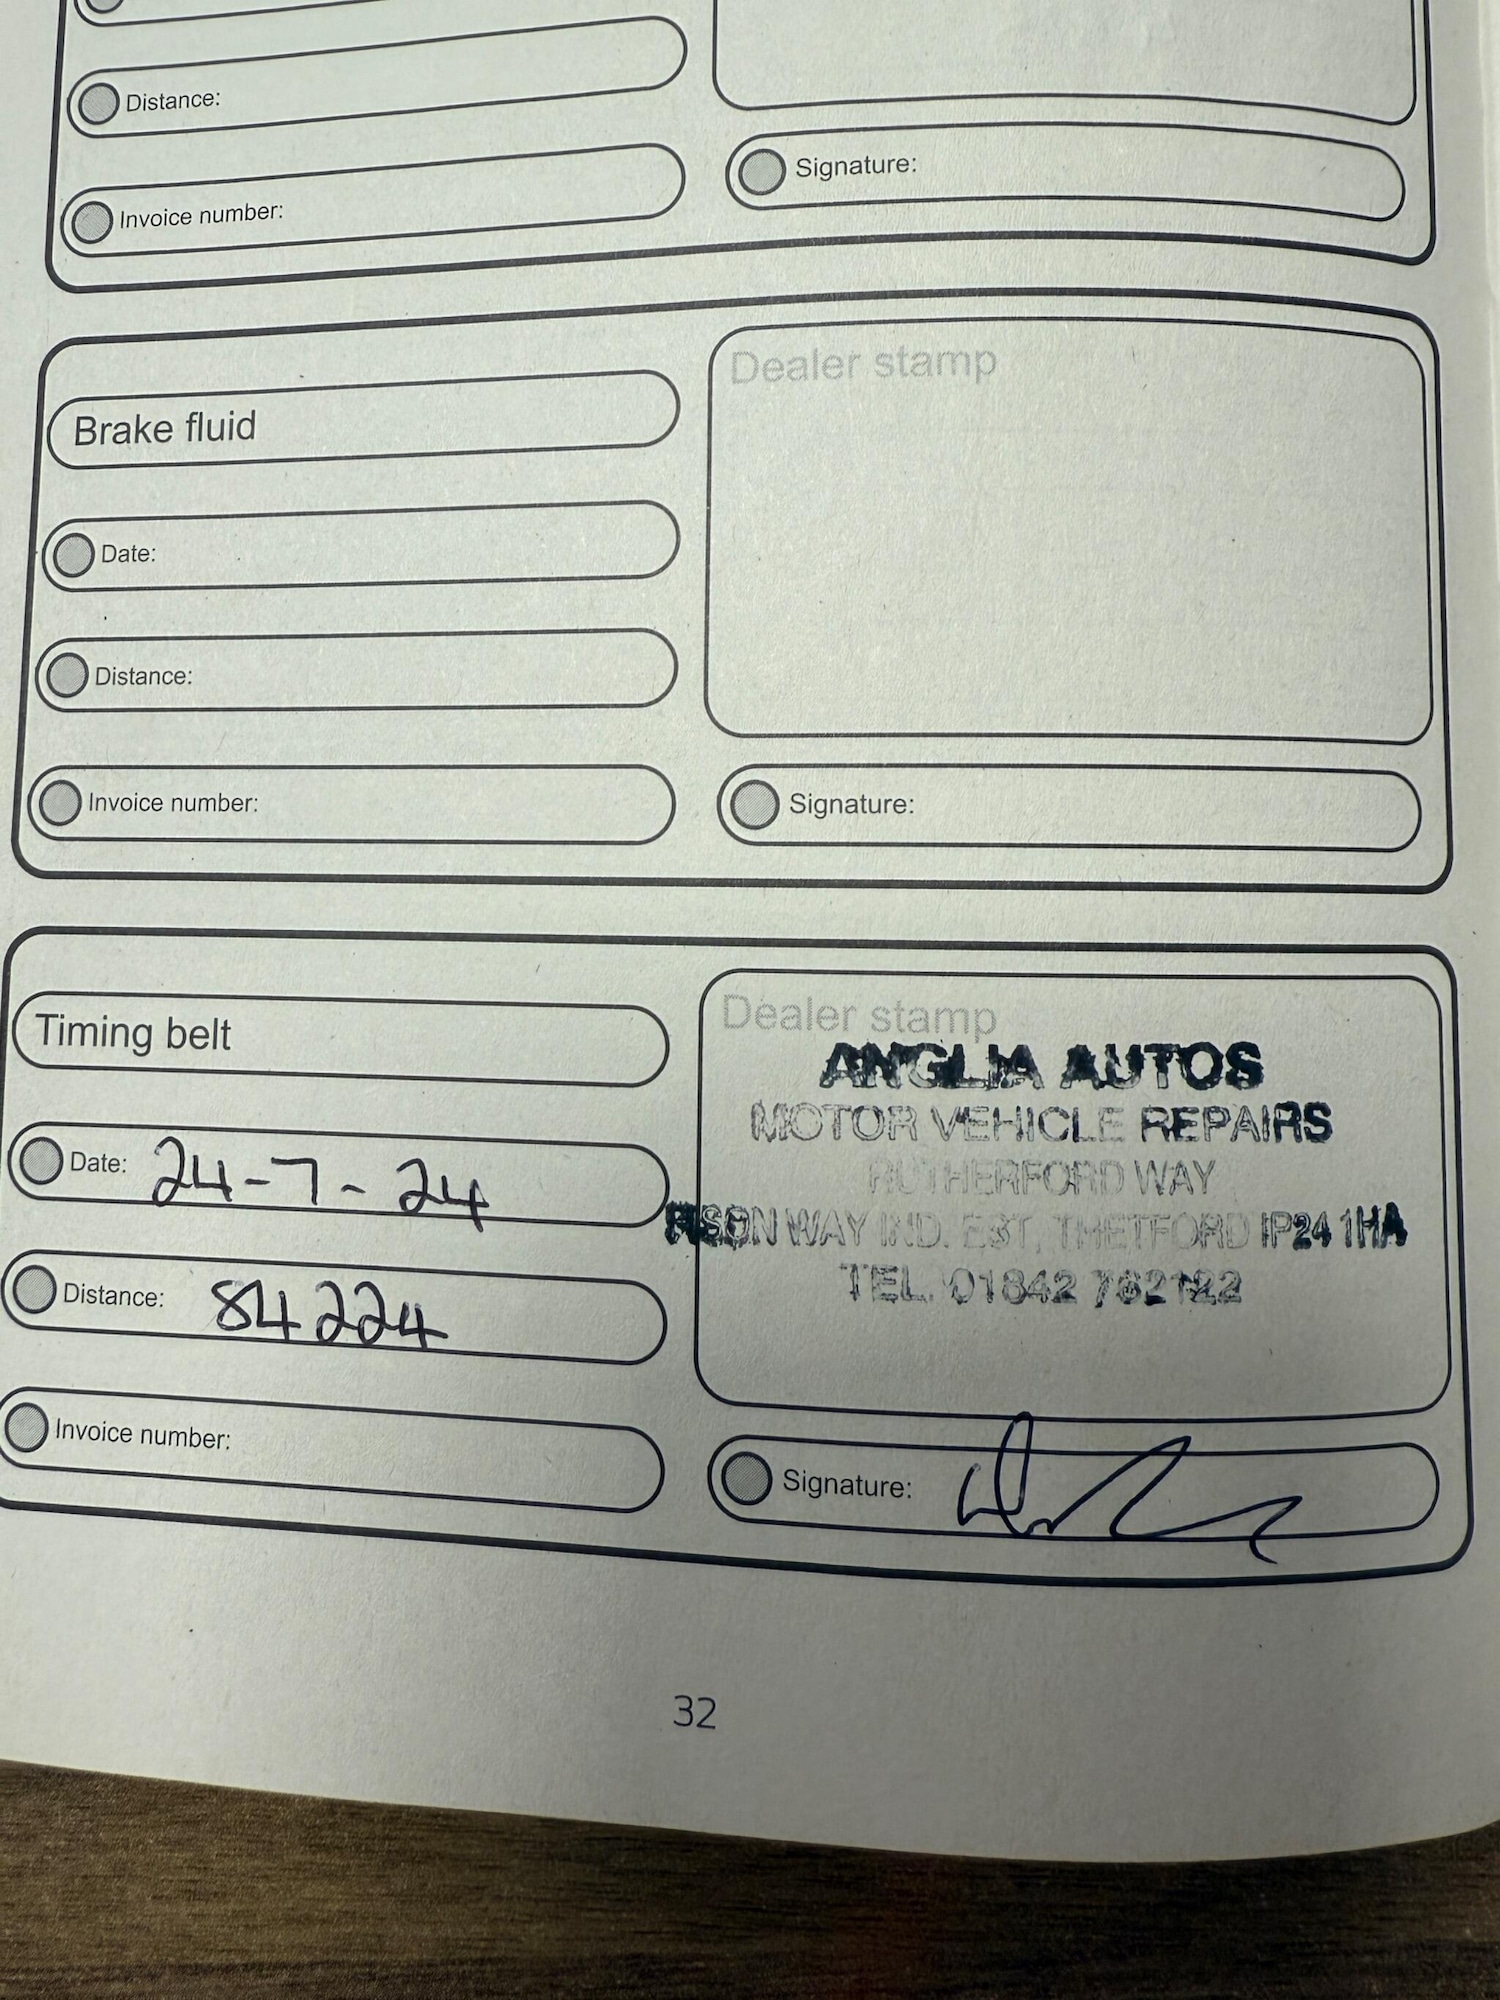 Distance:
Invoice number:
Signature:
Brake fluid
Date:
Distance:
Invoice number:
Dealer stamp
Signature:
Timing belt
Date: 24-7-24
Distance: 84224
Invoice number:
Dealer stamp
ANGLIA AUTOS
MOTOR VEHICLE REPAIRS
RUTHERFORD WAY
FISON WAY IND. EST, THETFORD IP24 1HA
TEL. 01842 762122
Signature:
32